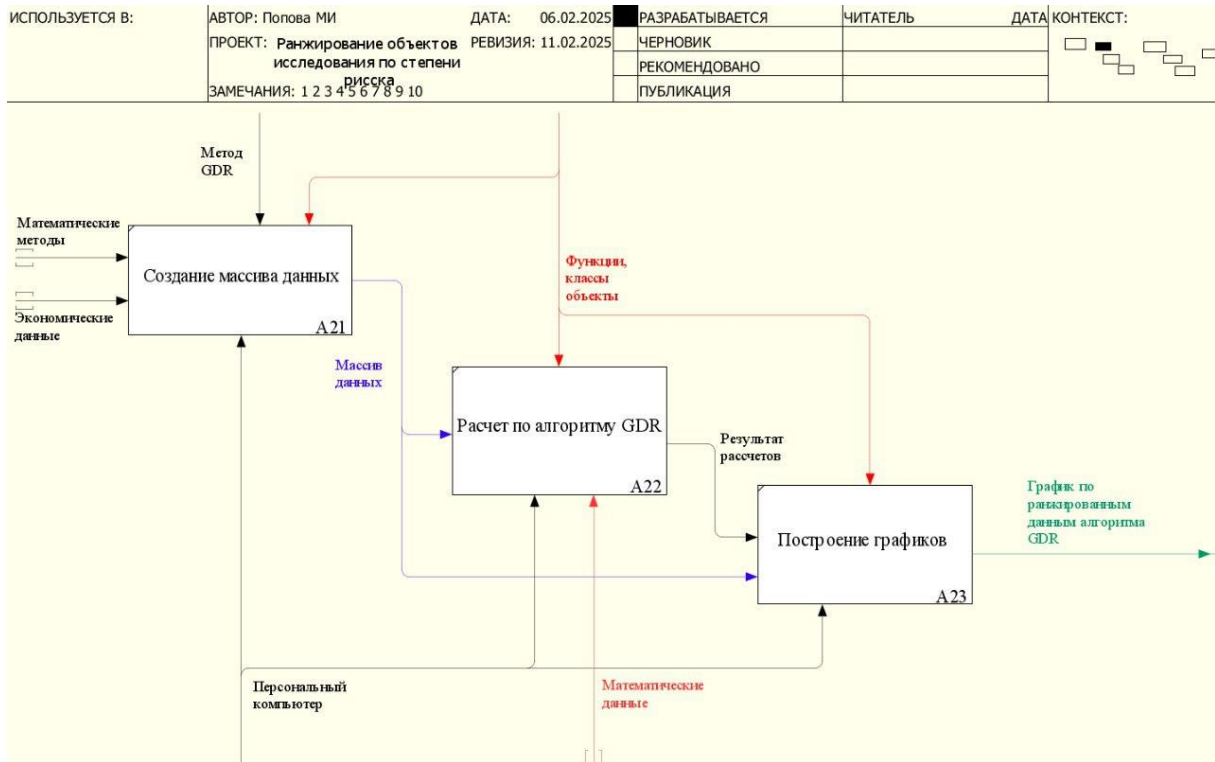 ИСПОЛЬЗУЕТСЯ В:
АВТОР: Попова МИ
ДАТА: 06.02.2025
РАЗРАБАТЫВАЕТСЯ
ЧИТАТЕЛЬ
ДАТА
КОНТЕКСТ:
ПРОЕКТ: Ранжирование объектов
исследования по степени
рисска
РЕВИЗИЯ: 11.02.2025
ЧЕРНОВИК
РЕКОМЕНДОВАНО
ЗАМЕЧАНИЯ: 1 2 3 4 5 6 7 8 9 10
ПУБЛИКАЦИЯ
Метод
GDR
Математические
методы
Создание массива данных
A21
Экономические
данные
Функции,
классы
объекты
Массив
данных
Расчет по алгоритму GDR
A22
Результат
рассчетов
График по
ранжированным
данным алгоритма
GDR
Построение графиков
A23
Персональный
компьютер
Математические
данные